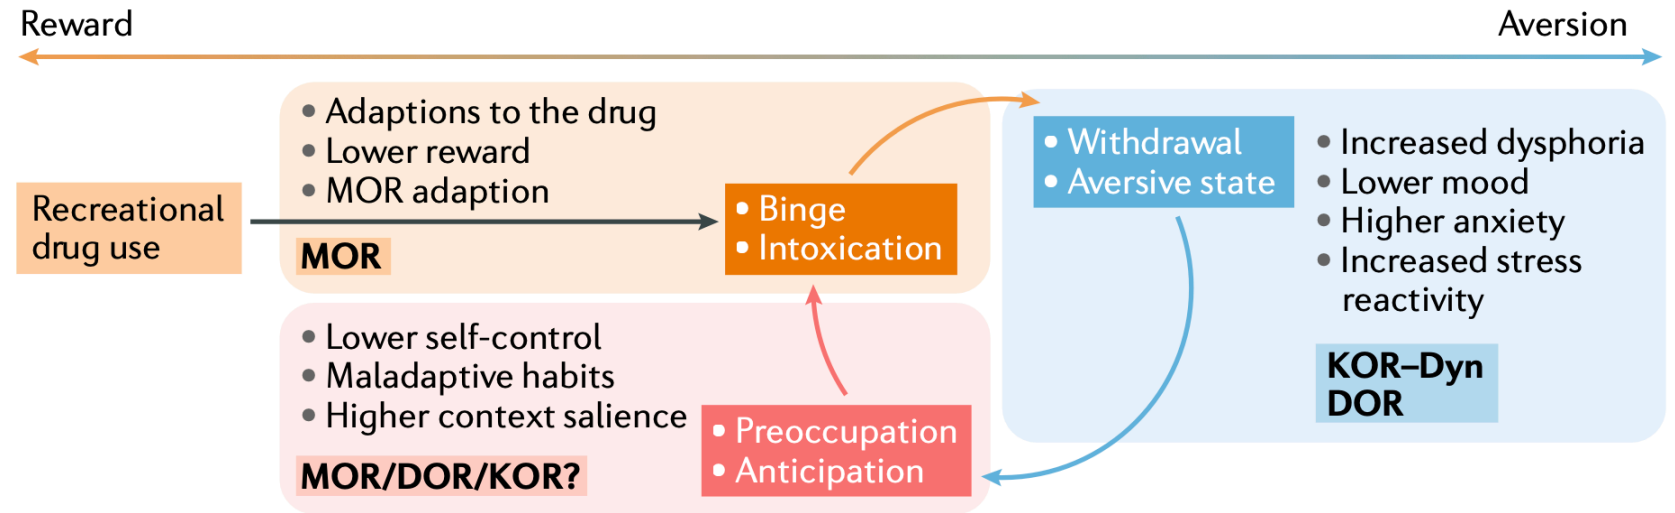 Reward
Aversion
• Adaptions to the drug
• Lower reward
• MOR adaption
MOR
Recreational
drug use
• Binge
• Intoxication
• Withdrawal
• Aversive state
• Increased dysphoria
• Lower mood
• Higher anxiety
• Increased stress
reactivity
KOR–Dyn
DOR
• Lower self-control
• Maladaptive habits
• Higher context salience
MOR/DOR/KOR?
• Preoccupation
• Anticipation